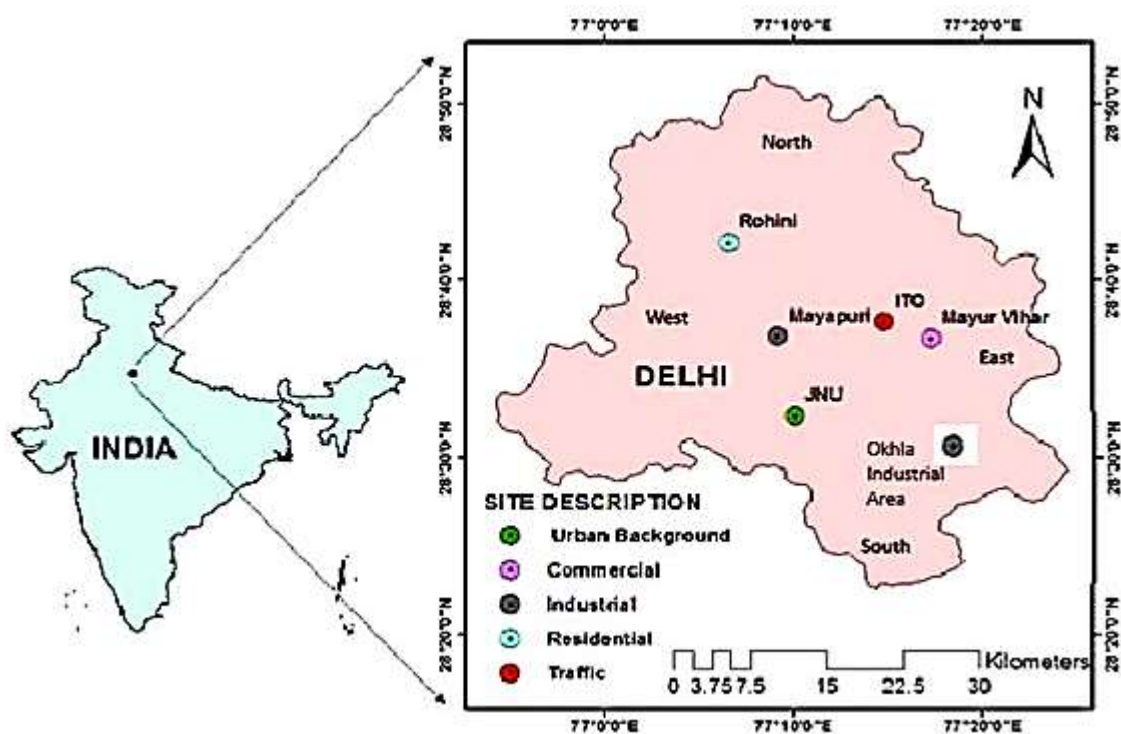 77°0'0"E 77°10'0"E 77°20'0"E
28°50'0"N
28°40'0"N
28°30'0"N
28°20'0"N
N
North
Rohini
West
Mayapuri
ITO
Mayur Vihar
East
DELHI
JNU
Okhla
Industrial
Area
South
INDIA
SITE DESCRIPTION
Urban Background
Commercial
Industrial
Residential
Traffic
Kilometers
0 3.75 7.5 15 22.5 30
28°50'0"N
28°40'0"N
28°30'0"N
28°20'0"N
77°0'0"E 77°10'0"E 77°20'0"E